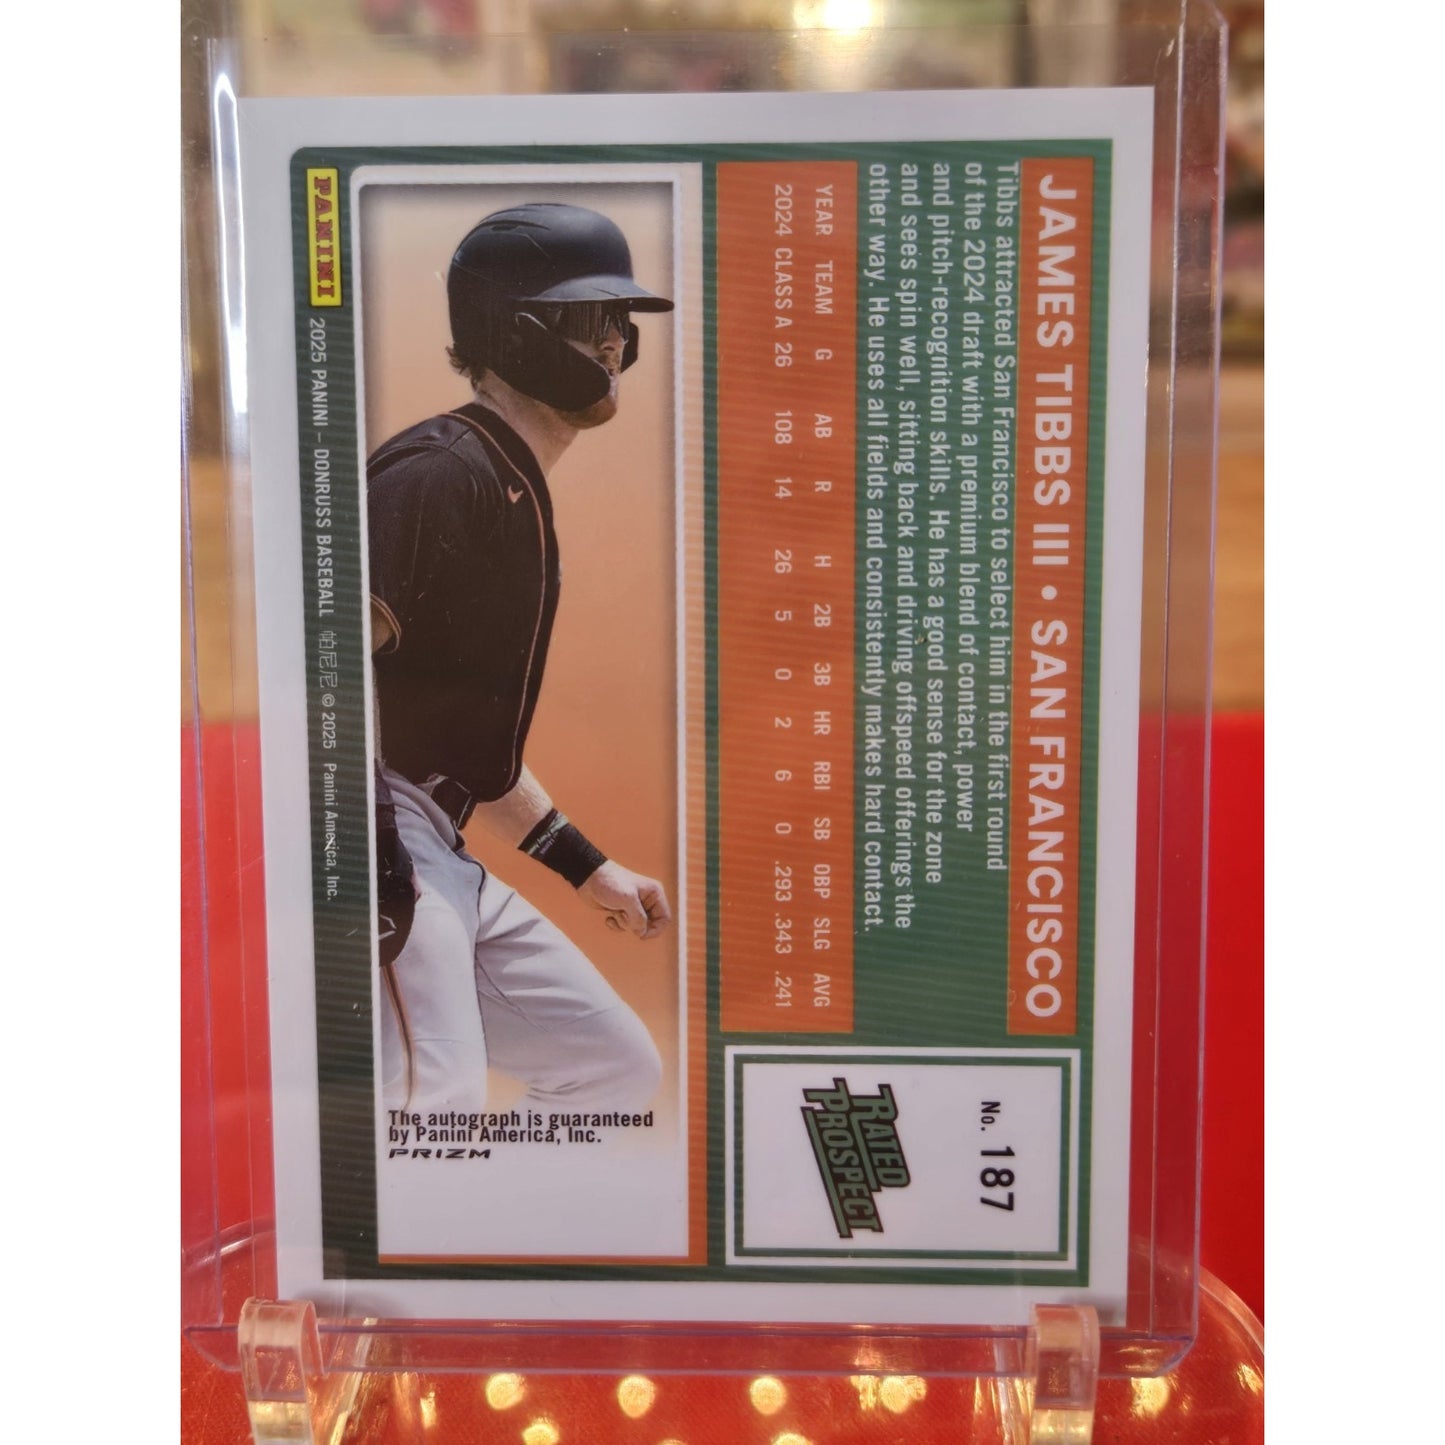 JAMES TIBBS III • SAN FRANCISCO
Tibbs attracted San Francisco to select him in the first round
of the 2024 draft with a premium blend of contact, power
and pitch-recognition skills. He has a good sense for the zone
and sees spin well, sitting back and driving offspeed offerings the
other way. He uses all fields and consistently makes hard contact.
YEAR TEAM G AB R H 2B 3B HR RBI SB OBP SLG AVG
2024 CLASS A 26 108 14 26 5 0 2 6 0 .293 .343 .241
No. 187
RATED
PROSPECT
The autograph is guaranteed
by Panini America, Inc.
PRIZM
PANINI 2025 PANINI – DONRUSS BASEBALL 帕尼尼 © 2025 Panini America, Inc.